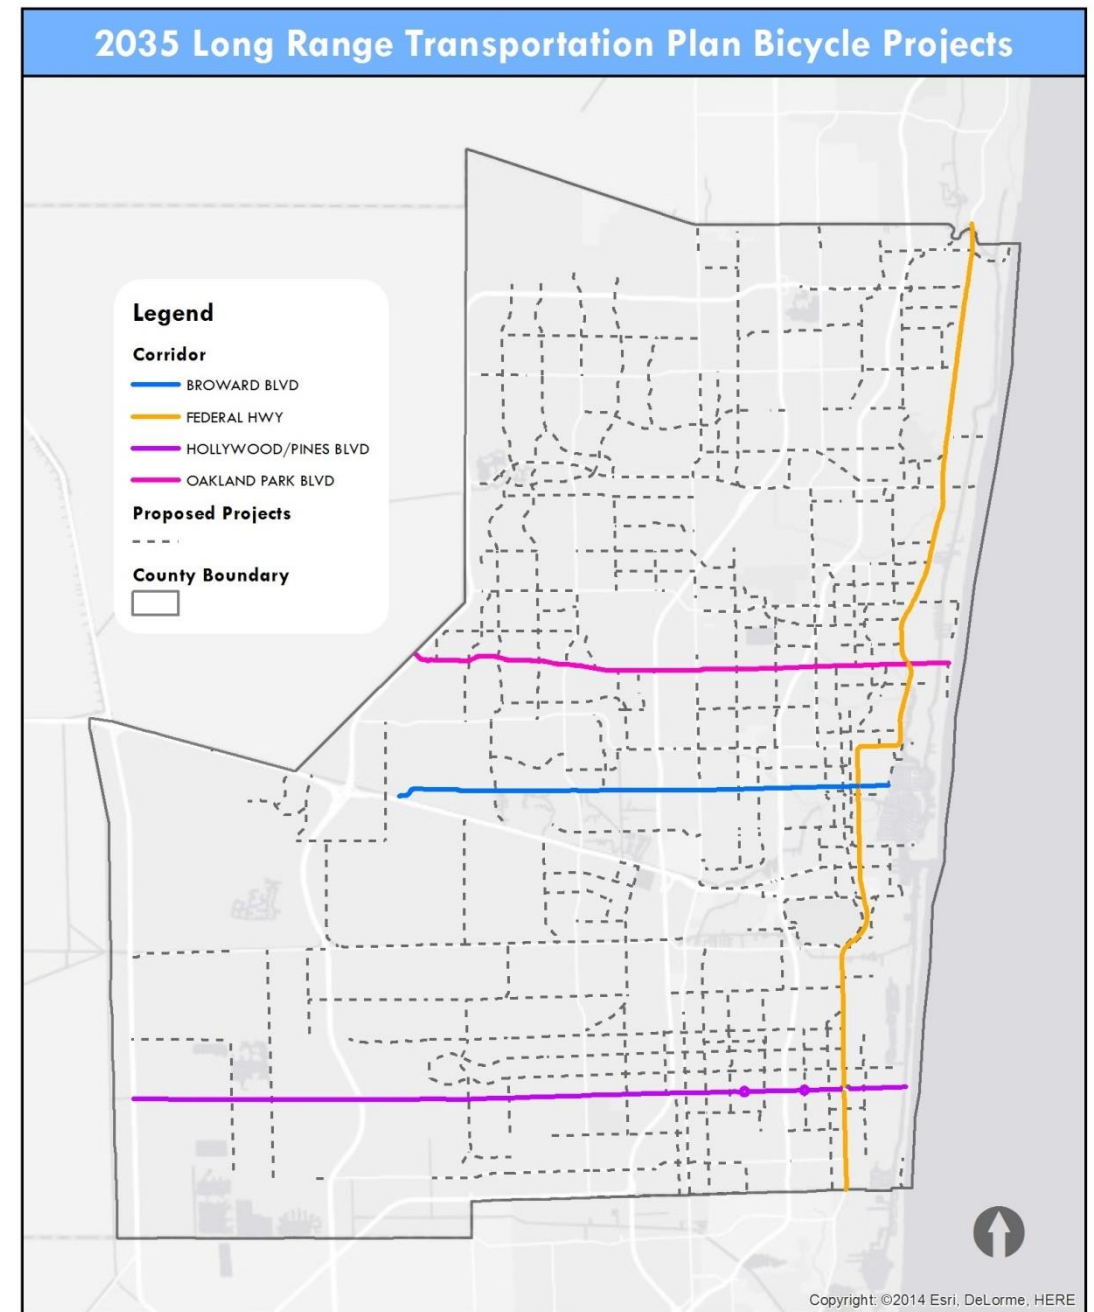 2035 Long Range Transportation Plan Bicycle Projects
Legend
Corridor
BROWARD BLVD
FEDERAL HWY
HOLLYWOOD/PINES BLVD
OAKLAND PARK BLVD
Proposed Projects
County Boundary
Copyright: ©2014 Esri, DeLorme, HERE